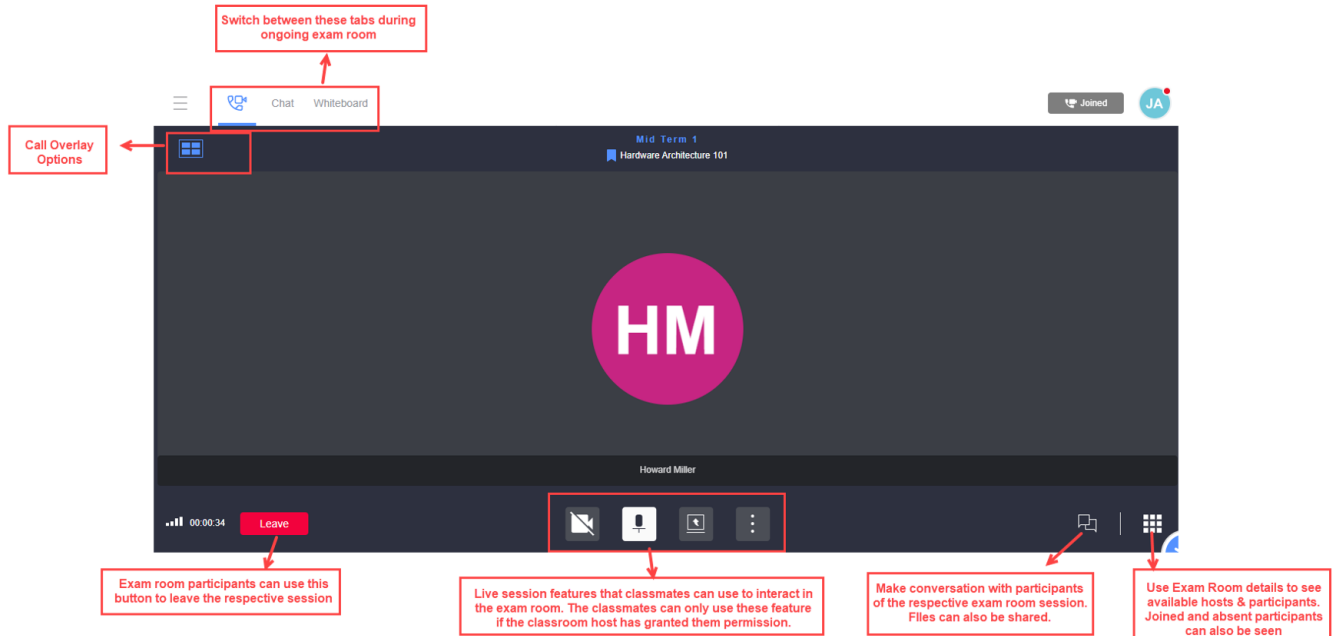 Switch between these tabs during
ongoing exam room
Chat
Whiteboard
Joined
JA
Call Overlay
Options
Mid Term 1
Hardware Architecture 101
HM
Howard Miller
00:00:34
Leave
Exam room participants can use this
button to leave the respective session
Live session features that classmates can use to interact in
the exam room. The classmates can only use these feature
if the classroom host has granted them permission.
Make conversation with participants
of the respective exam room session.
FIles can also be shared.
Use Exam Room details to see
available hosts & participants.
Joined and absent participants
can also be seen